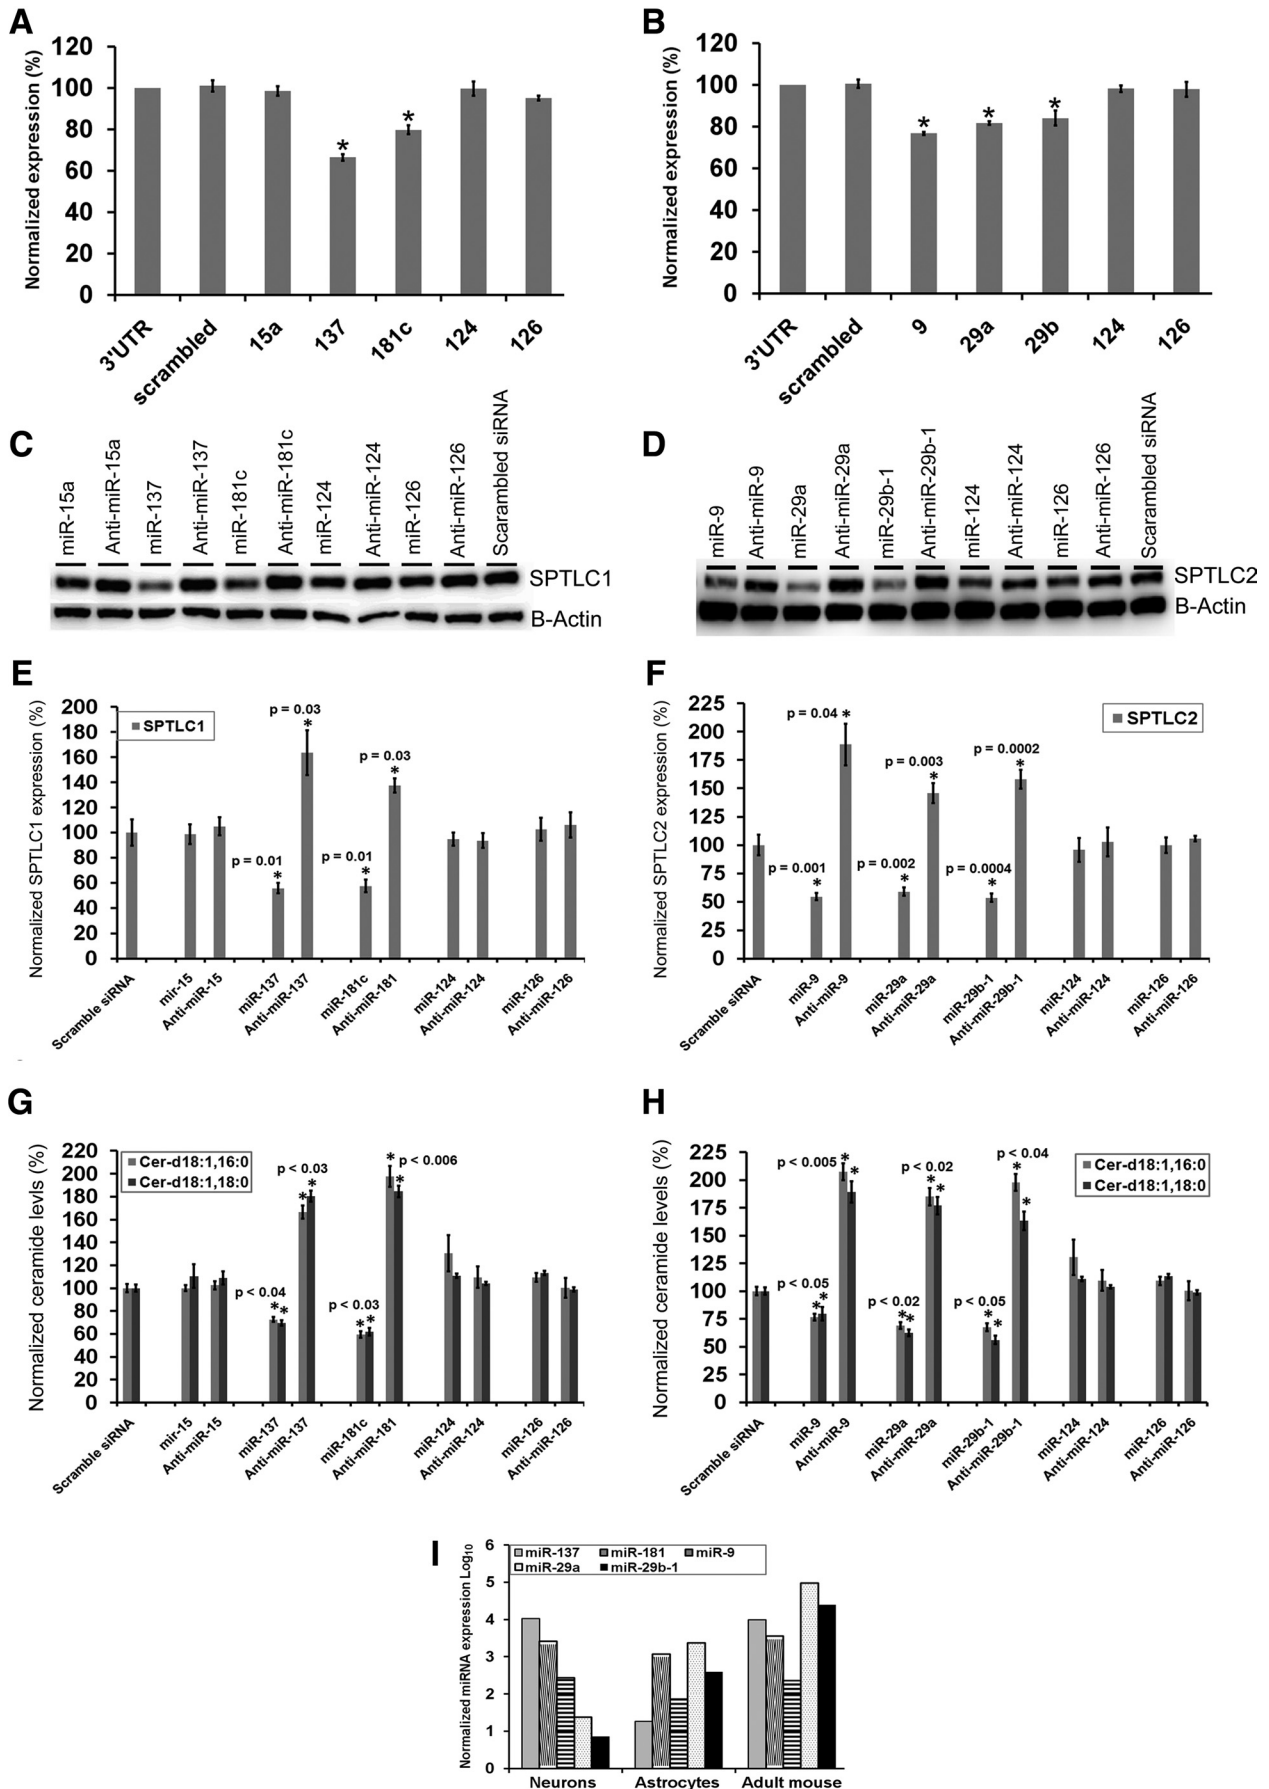 A
Normalized expression (%)
120
100
80
60
40
20
0
*
*
3'UTR
scrambled
15a
137
181c
124
126
B
Normalized expression (%)
120
100
80
60
40
20
0
*
*
*
3'UTR
scrambled
9
29a
29b
124
126
C
miR-15a
Anti-miR-15a
miR-137
Anti-miR-137
miR-181c
Anti-miR-181c
miR-124
Anti-miR-124
miR-126
Anti-miR-126
Scarambled siRNA
SPTLC1
B-Actin
D
miR-9
Anti-miR-9
miR-29a
Anti-miR-29a
miR-29b-1
Anti-miR-29b-1
miR-124
Anti-miR-124
miR-126
Anti-miR-126
Scarambled siRNA
SPTLC2
B-Actin
E
Normalized SPTLC1 expression (%)
200
180
160
140
120
100
80
60
40
20
0
SPTLC1
p = 0.01
*
p = 0.03
*
p = 0.01
*
p = 0.03
*
Scramble siRNA
mir-15
Anti-miR-15
miR-137
Anti-miR-137
miR-181c
Anti-miR-181
miR-124
Anti-miR-124
miR-126
Anti-miR-126
F
Normalized SPTLC2 expression (%)
225
200
175
150
125
100
75
50
25
0
SPTLC2
p = 0.001
*
p = 0.04 *
p = 0.002
*
p = 0.003
*
p = 0.0004
*
p = 0.0002
*
Scramble siRNA
miR-9
Anti-miR-9
miR-29a
Anti-miR-29a
miR-29b-1
Anti-miR-29b-1
miR-124
Anti-miR-124
miR-126
Anti-miR-126
G
Normalized ceramide levls (%)
220
200
180
160
140
120
100
80
60
40
20
0
Cer-d18:1,16:0
Cer-d18:1,18:0
p < 0.04
* *
p < 0.03
* *
p < 0.03
* *
* p < 0.006
*
Scramble siRNA
mir-15
Anti-miR-15
miR-137
Anti-miR-137
miR-181c
Anti-miR-181
miR-124
Anti-miR-124
miR-126
Anti-miR-126
H
Normalized ceramide levels (%)
225
200
175
150
125
100
75
50
25
0
Cer-d18:1,16:0
Cer-d18:1,18:0
p < 0.05
* *
p < 0.005 * *
p < 0.02
* *
p < 0.02
* *
p < 0.05
* *
p < 0.04
* *
Scramble siRNA
miR-9
Anti-miR-9
miR-29a
Anti-miR-29a
miR-29b-1
Anti-miR-29b-1
miR-124
Anti-miR-124
miR-126
Anti-miR-126
I
Normalized miRNA expression Log10
6
5
4
3
2
1
0
miR-137 miR-181 miR-9
miR-29a miR-29b-1
Neurons
Astrocytes
Adult mouse